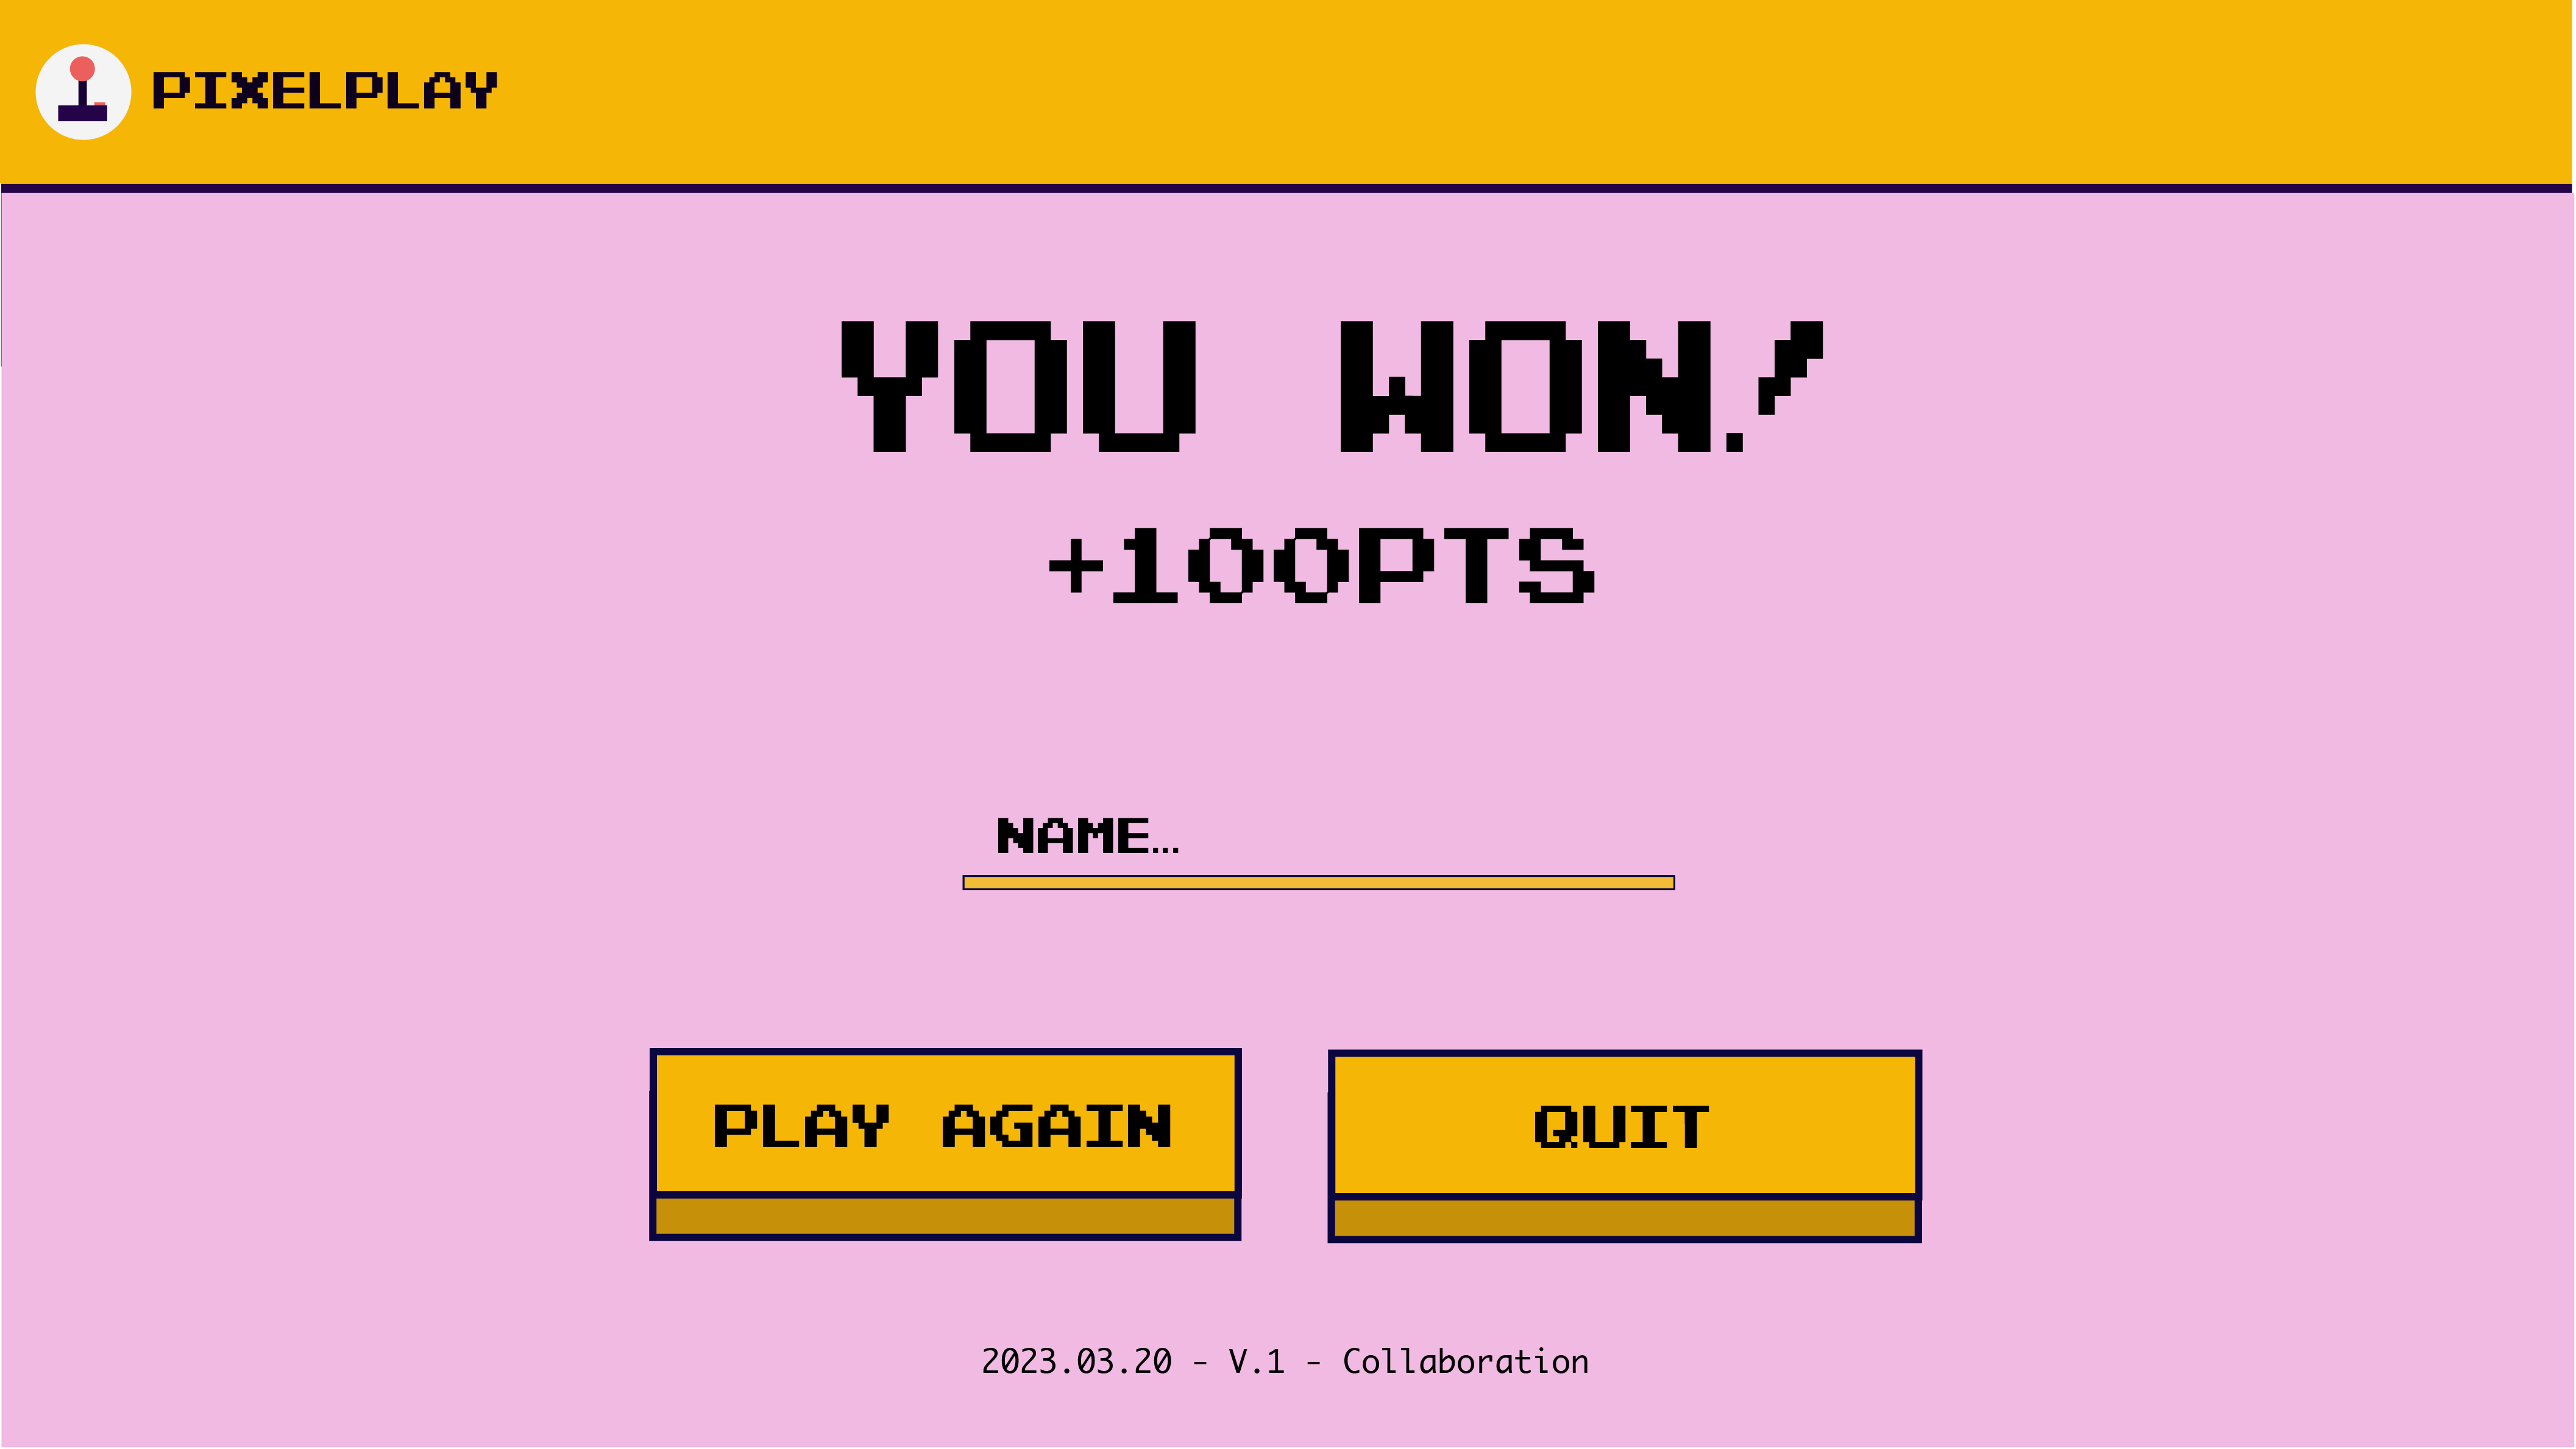 PIXELPLAY
YOU WON!
+100PTS
NAME...
PLAY AGAIN
QUIT
2023.03.20 - V.1 - Collaboration